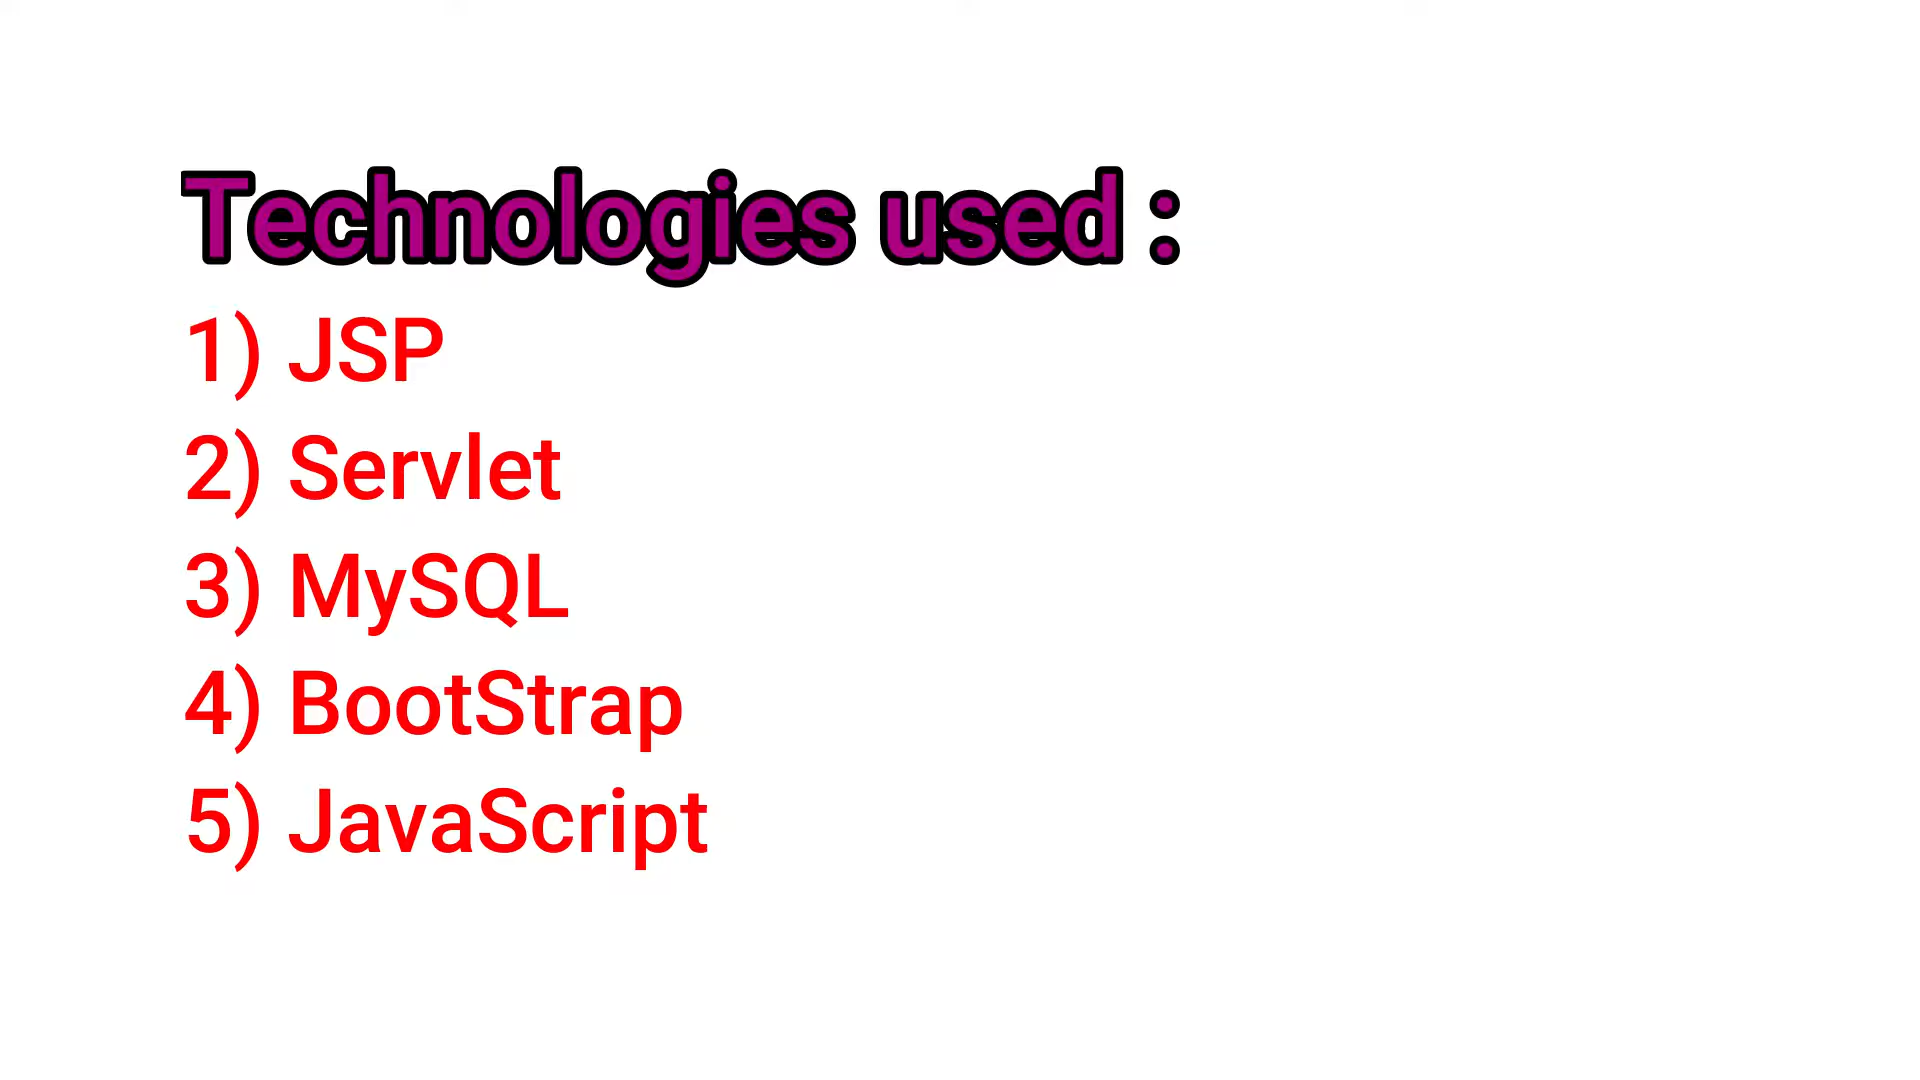 Technologies used :
1) JSP
2) Servlet
3) MySQL
4) BootStrap
5) JavaScript